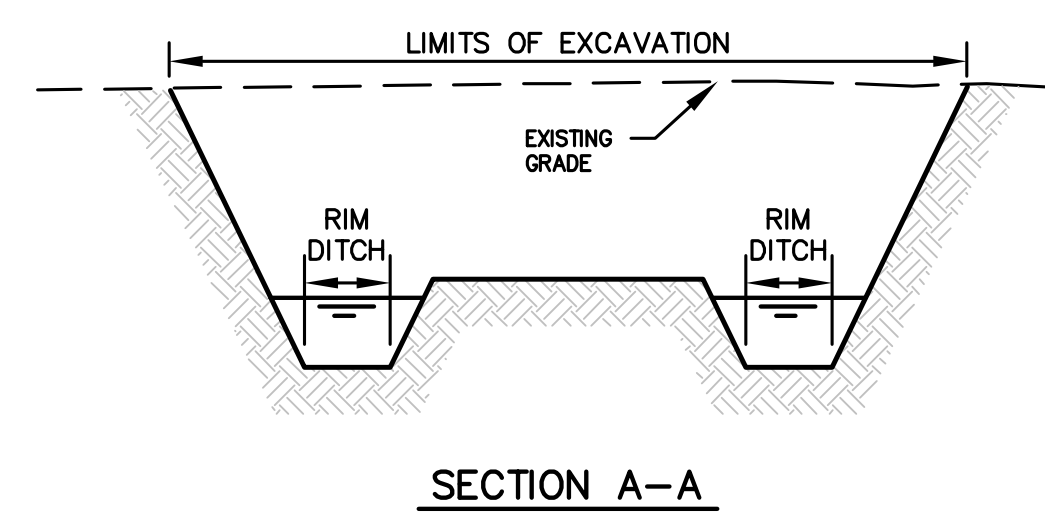 LIMITS OF EXCAVATION
EXISTING
GRADE
RIM
DITCH
RIM
DITCH
SECTION A-A